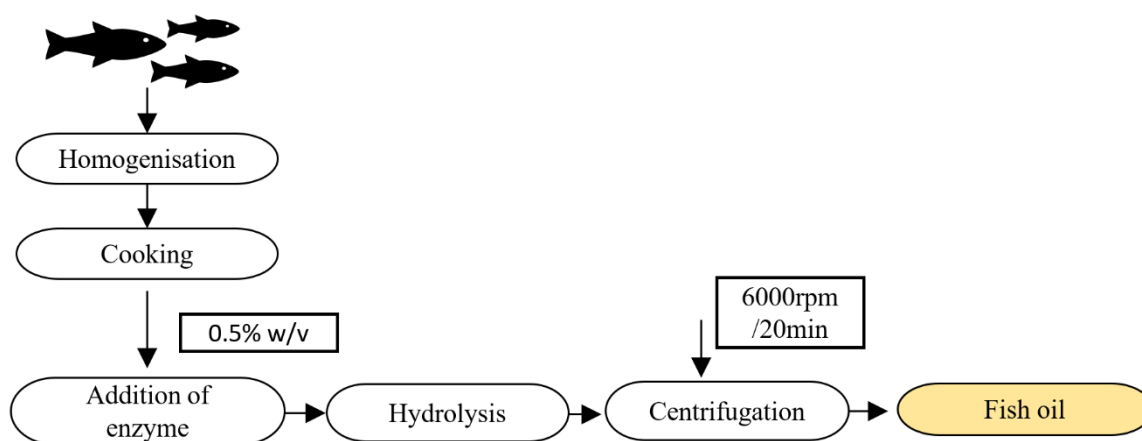 Homogenisation
Cooking
0.5% w/v
6000rpm
/20min
Addition of
enzyme
Hydrolysis
Centrifugation
Fish oil